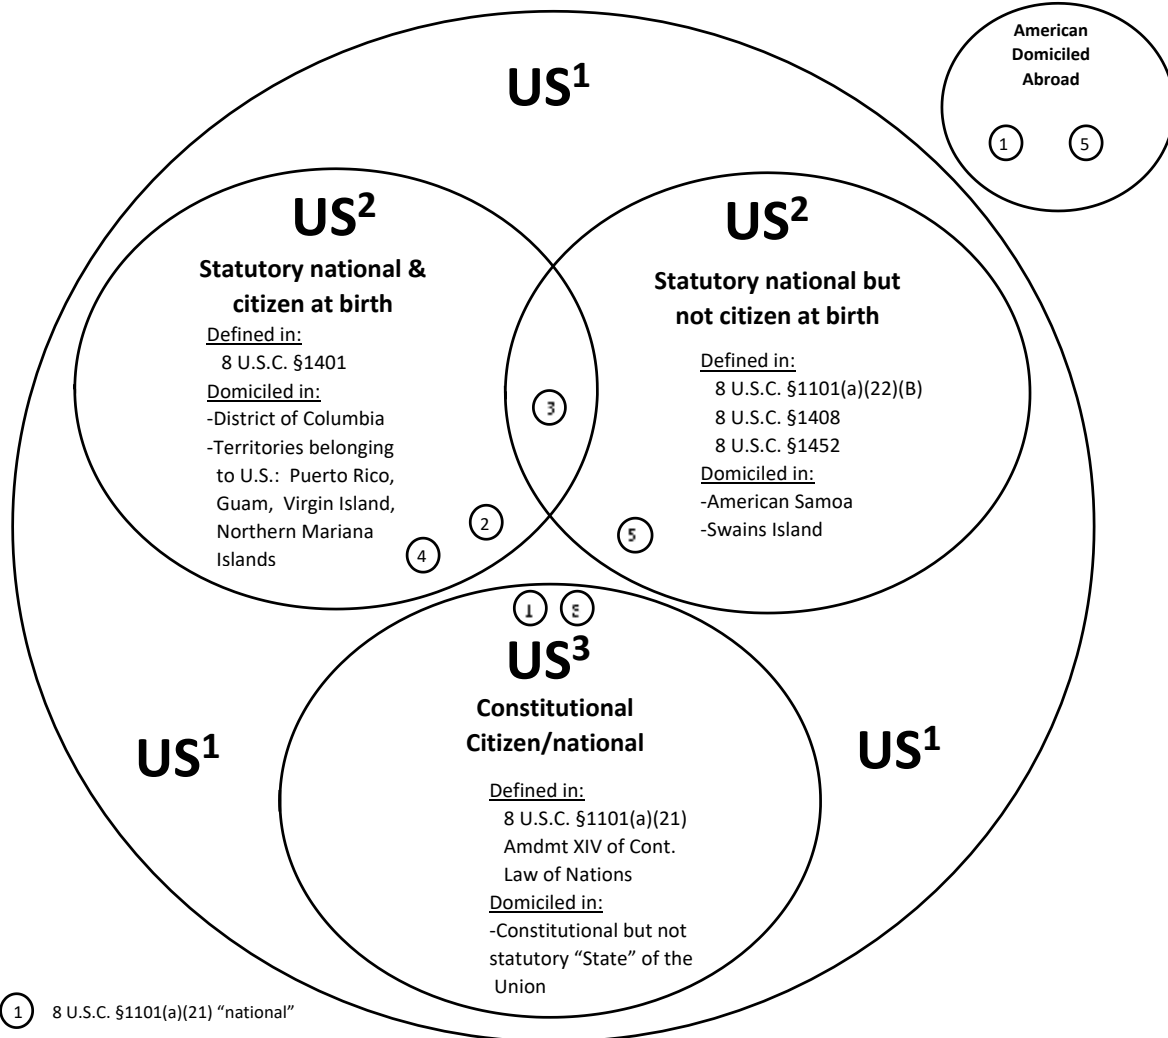 American
Domiciled
Abroad
1 5
US1
US2
Statutory national &
citizen at birth
Defined in:
8 U.S.C. §1401
Domiciled in:
-District of Columbia
-Territories belonging
to U.S.: Puerto Rico,
Guam, Virgin Island,
Northern Mariana
Islands
2
4
3
US2
Statutory national but
not citizen at birth
Defined in:
8 U.S.C. §1101(a)(22)(B)
8 U.S.C. §1408
8 U.S.C. §1452
Domiciled in:
-American Samoa
-Swains Island
5
1
US3
Constitutional
Citizen/national
Defined in:
8 U.S.C. §1101(a)(21)
Amdmt XIV of Cont.
Law of Nations
Domiciled in:
-Constitutional but not
statutory “State” of the
Union
US1
US1
1 8 U.S.C. §1101(a)(21) “national”